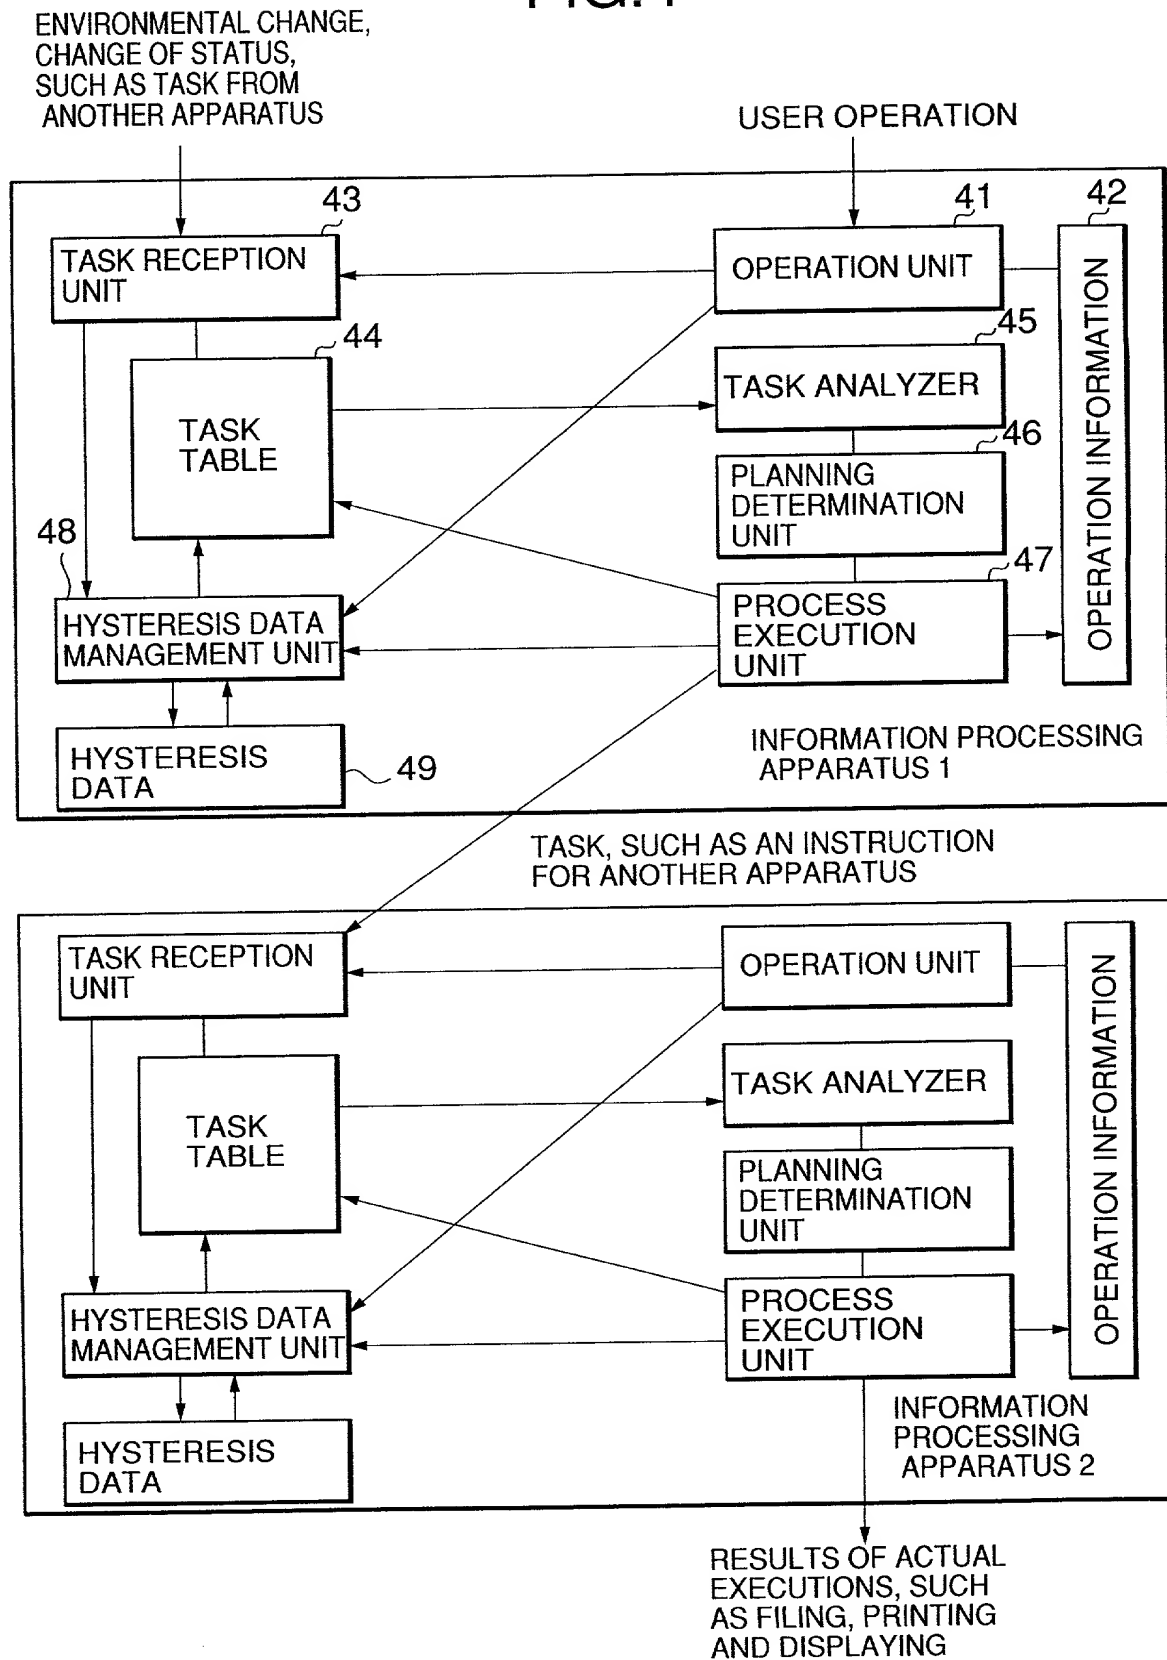 ENVIRONMENTAL CHANGE,
CHANGE OF STATUS,
SUCH AS TASK FROM
ANOTHER APPARATUS
USER OPERATION
43
41
42
TASK RECEPTION
UNIT
OPERATION UNIT
OPERATION INFORMATION
44
45
TASK ANALYZER
TASK
TABLE
46
PLANNING
DETERMINATION
UNIT
48
47
HYSTERESIS DATA
MANAGEMENT UNIT
PROCESS
EXECUTION
UNIT
HYSTERESIS
DATA
49
INFORMATION PROCESSING
APPARATUS 1
TASK, SUCH AS AN INSTRUCTION
FOR ANOTHER APPARATUS
TASK RECEPTION
UNIT
OPERATION UNIT
OPERATION INFORMATION
TASK ANALYZER
TASK
TABLE
PLANNING
DETERMINATION
UNIT
HYSTERESIS DATA
MANAGEMENT UNIT
PROCESS
EXECUTION
UNIT
HYSTERESIS
DATA
INFORMATION
PROCESSING
APPARATUS 2
RESULTS OF ACTUAL
EXECUTIONS, SUCH
AS FILING, PRINTING
AND DISPLAYING